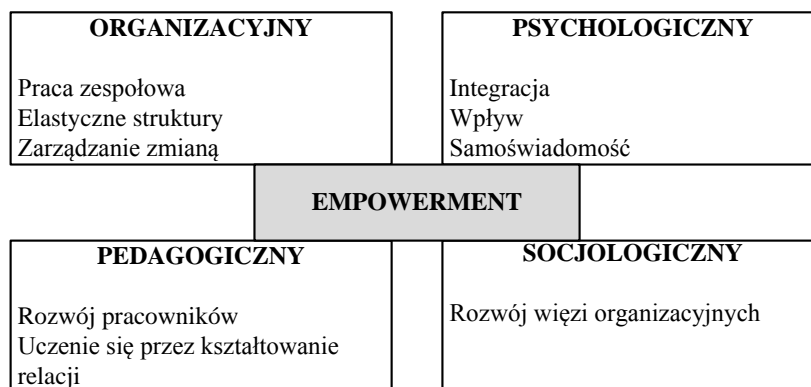 ORGANIZACYJNY
Praca zespołowa
Elastyczne struktury
Zarządzanie zmianą
PSYCHOLOGICZNY
Integracja
Wpływ
Samoświadomość
EMPOWERMENT
PEDAGOGICZNY
Rozwój pracowników
Uczenie się przez kształtowanie
relacji
SOCJOLOGICZNY
Rozwój więzi organizacyjnych